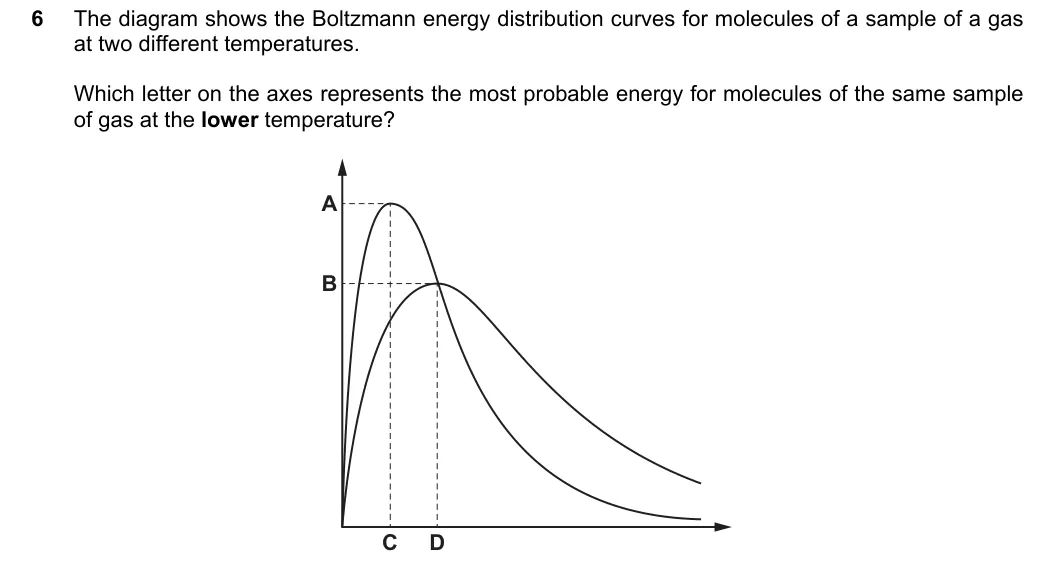 6 The diagram shows the Boltzmann energy distribution curves for molecules of a sample of a gas
at two different temperatures.
Which letter on the axes represents the most probable energy for molecules of the same sample
of gas at the lower temperature?
A
B
C D